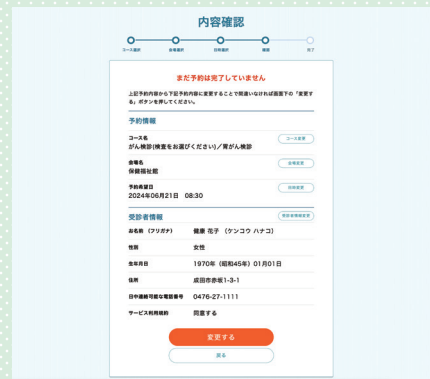 内容確認
コース選択 会場選択 日時選択 確認 完了
まだ予約は完了していません
上記予約内容から下記予約内容に変更することで間違いなければ画面下の「変更す
る」ボタンを押してください。
予約情報
コース名
コース変更
がん検診(検査をお選びください)／胃がん検診
会場名
会場変更
保健福祉館
予約希望日
日時変更
2024年06月21日 08:30
受診者情報
受診者情報変更
お名前 (フリガナ) 健康 花子 (ケンコウ ハナコ)
性別 女性
生年月日 1970年 (昭和45年) 01月01日
住所 成田市赤坂1-3-1
日中連絡可能な電話番号 0476-27-1111
サービス利用規約 同意する
変更する
戻る